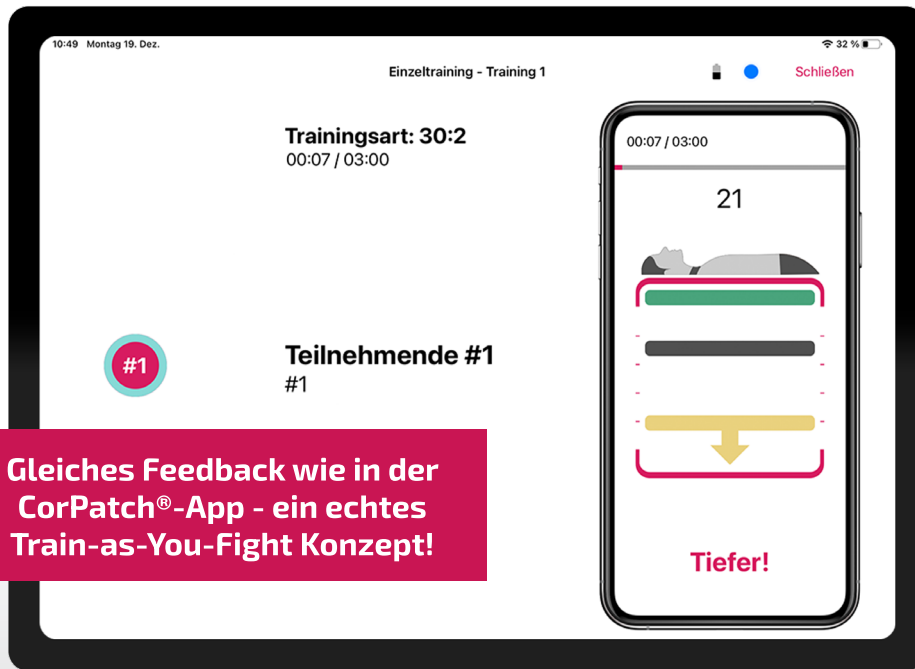 10:49 Montag 19. Dez.
32 %
Einzeltraining - Training 1
Schließen
Trainingsart: 30:2
00:07 / 03:00
00:07 / 03:00
21
#1
Teilnehmende #1
#1
Gleiches Feedback wie in der
CorPatch®-App - ein echtes
Train-as-You-Fight Konzept!
Tiefer!